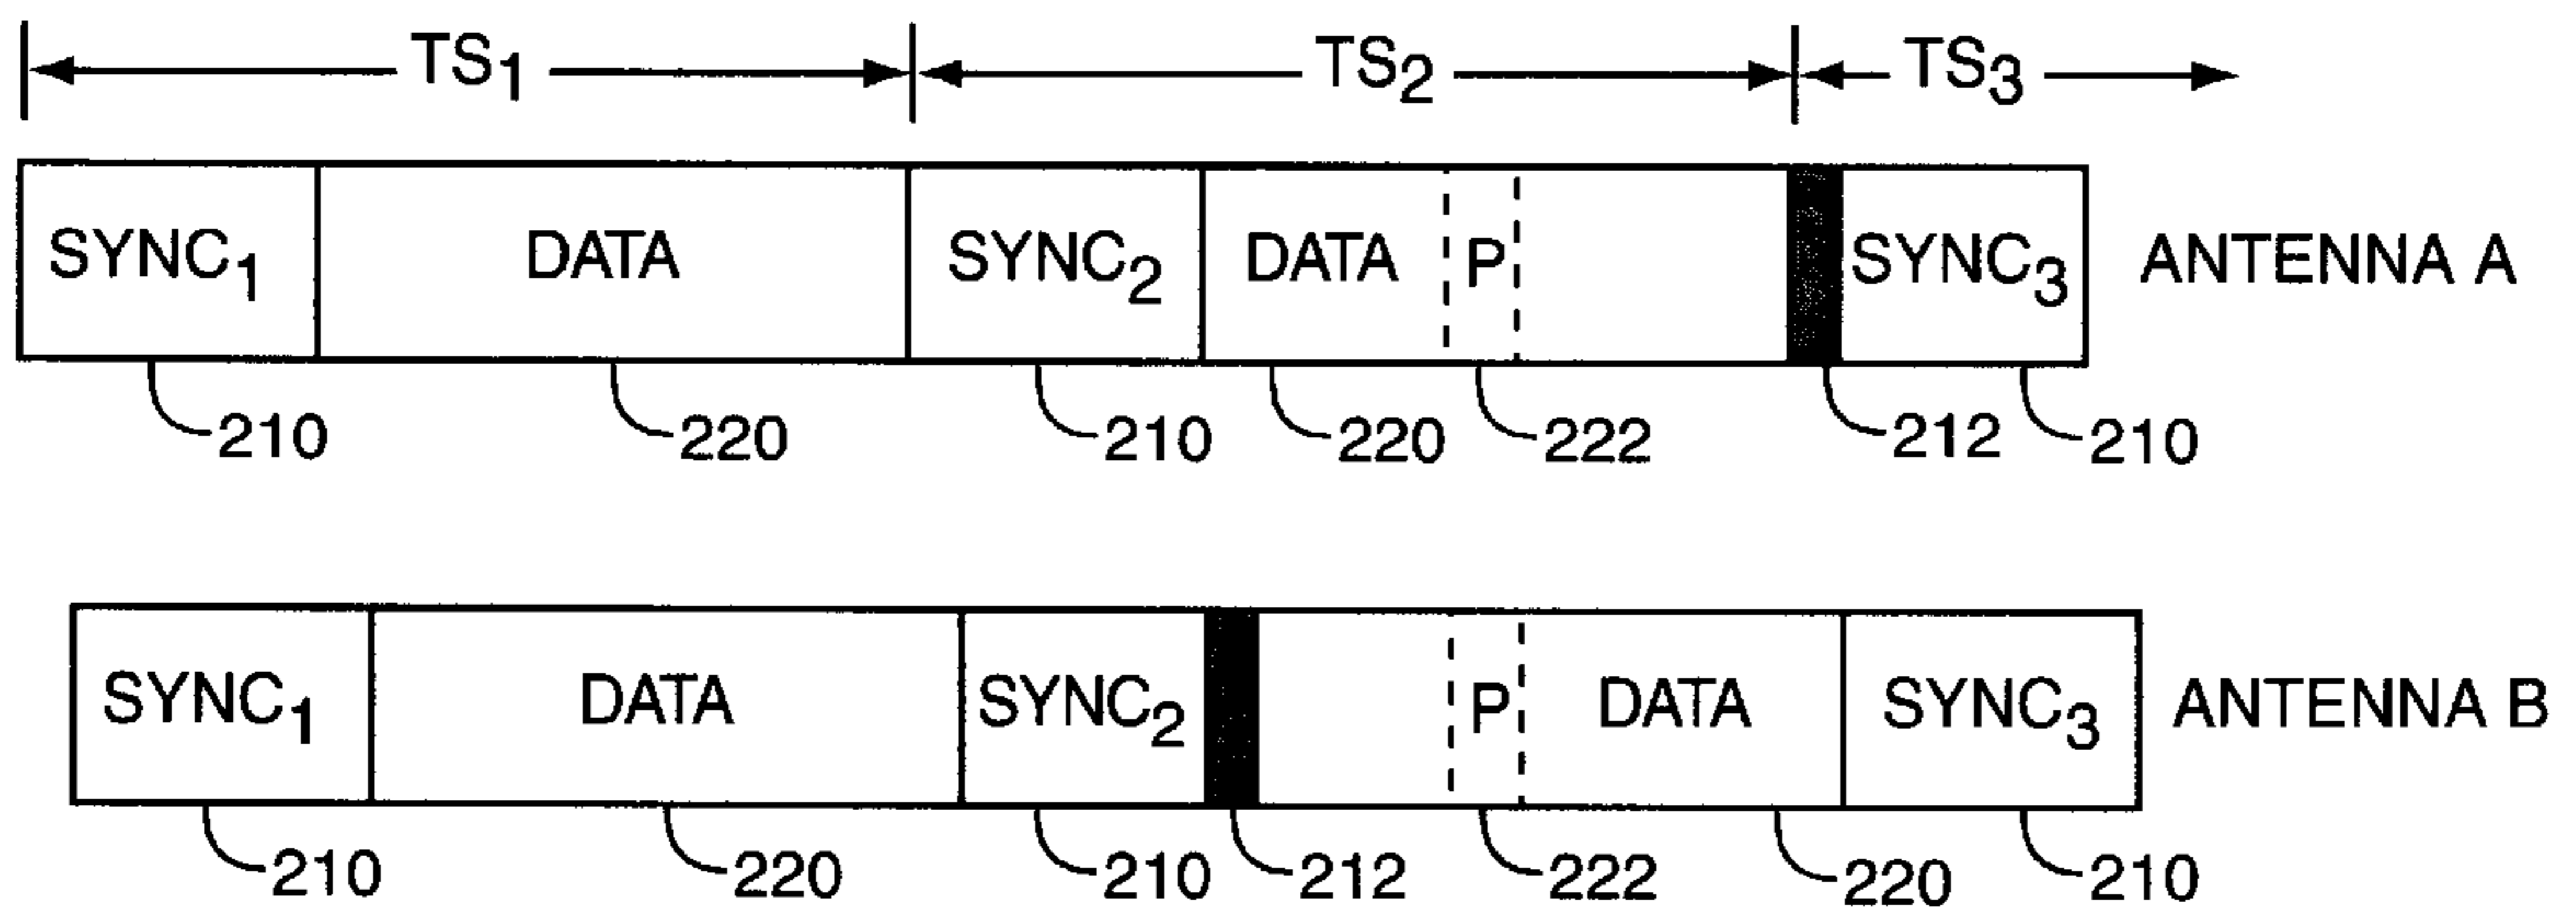 TS1 TS2 TS3
SYNC1 DATA SYNC2 DATA P SYNC3 ANTENNA A
210 220 210 220 222 212 210
SYNC1 DATA SYNC2 P DATA SYNC3 ANTENNA B
210 220 210 212 222 220 210